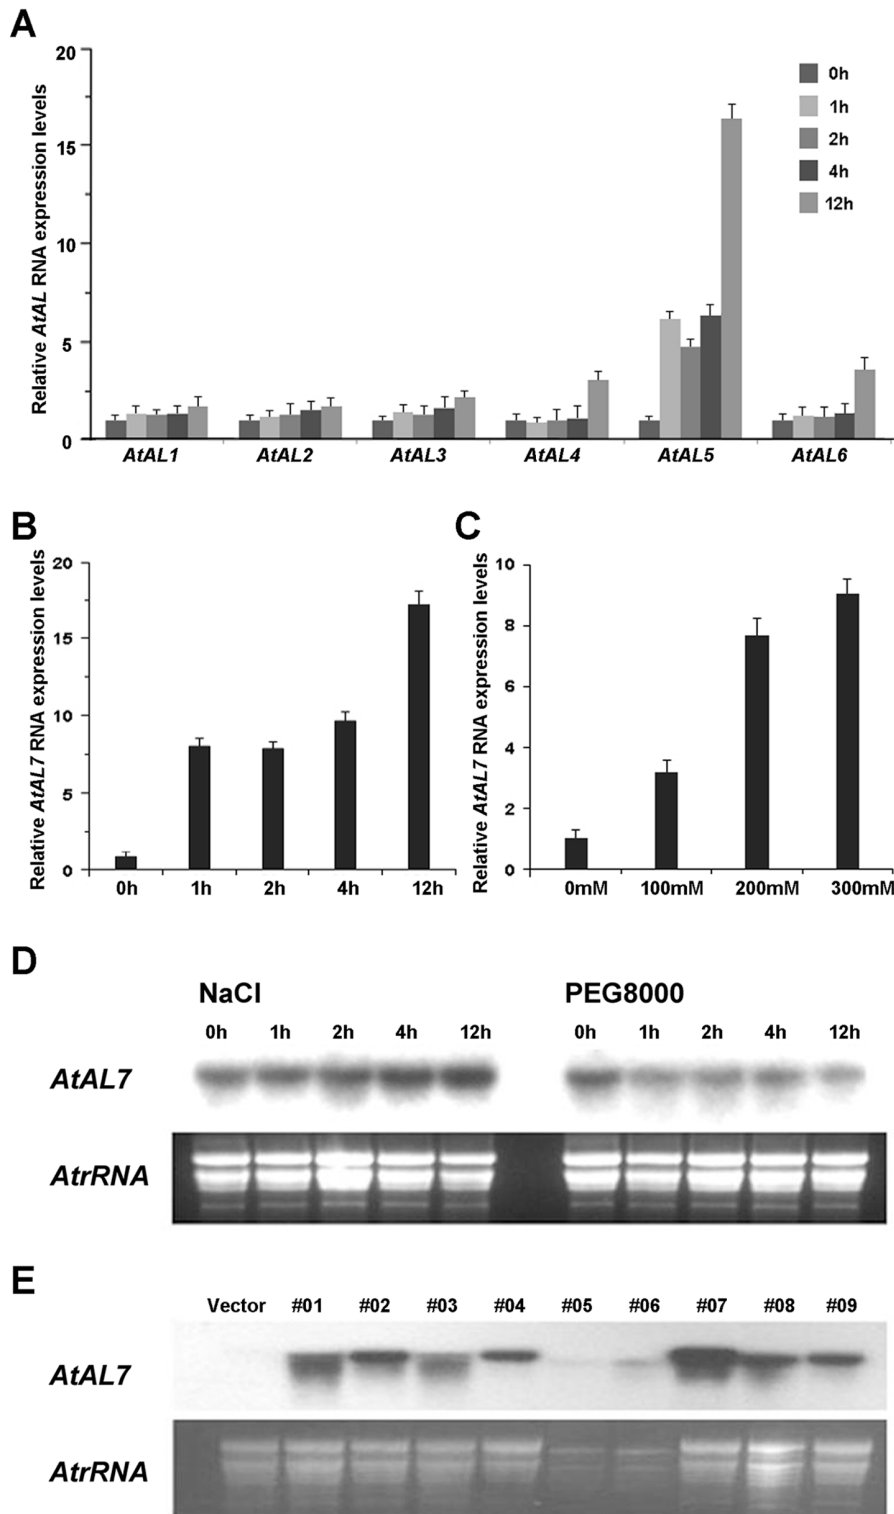 A
Relative AtAL RNA expression levels
20
15
10
5
0
0h
1h
2h
4h
12h
AtAL1 AtAL2 AtAL3 AtAL4 AtAL5 AtAL6
B
Relative AtAL7 RNA expression levels
20
15
10
5
0
0h 1h 2h 4h 12h
C
Relative AtAL7 RNA expression levels
10
8
6
4
2
0
0mM 100mM 200mM 300mM
D
NaCl PEG8000
0h 1h 2h 4h 12h 0h 1h 2h 4h 12h
AtAL7
AtrRNA
E
Vector #01 #02 #03 #04 #05 #06 #07 #08 #09
AtAL7
AtrRNA